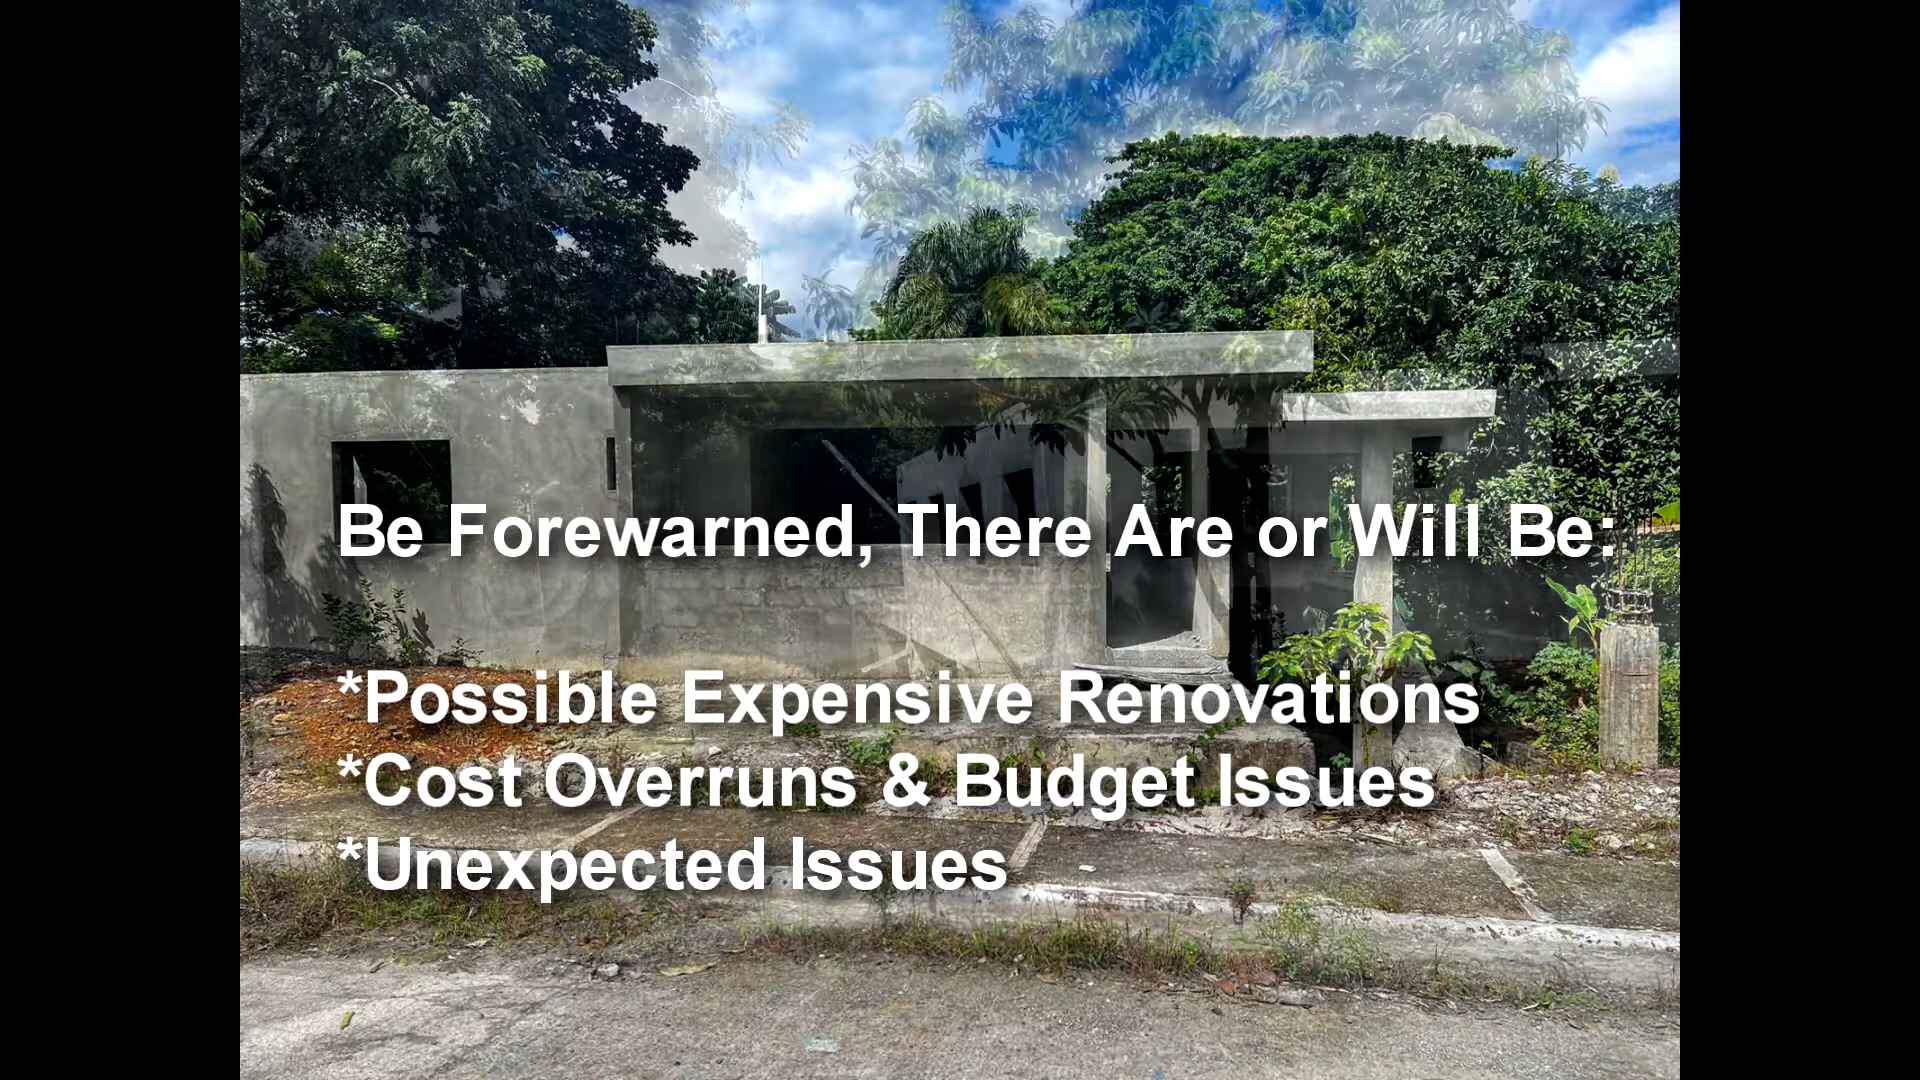 Be Forewarned, There Are or Will Be:
*Possible Expensive Renovations
*Cost Overruns & Budget Issues
*Unexpected Issues